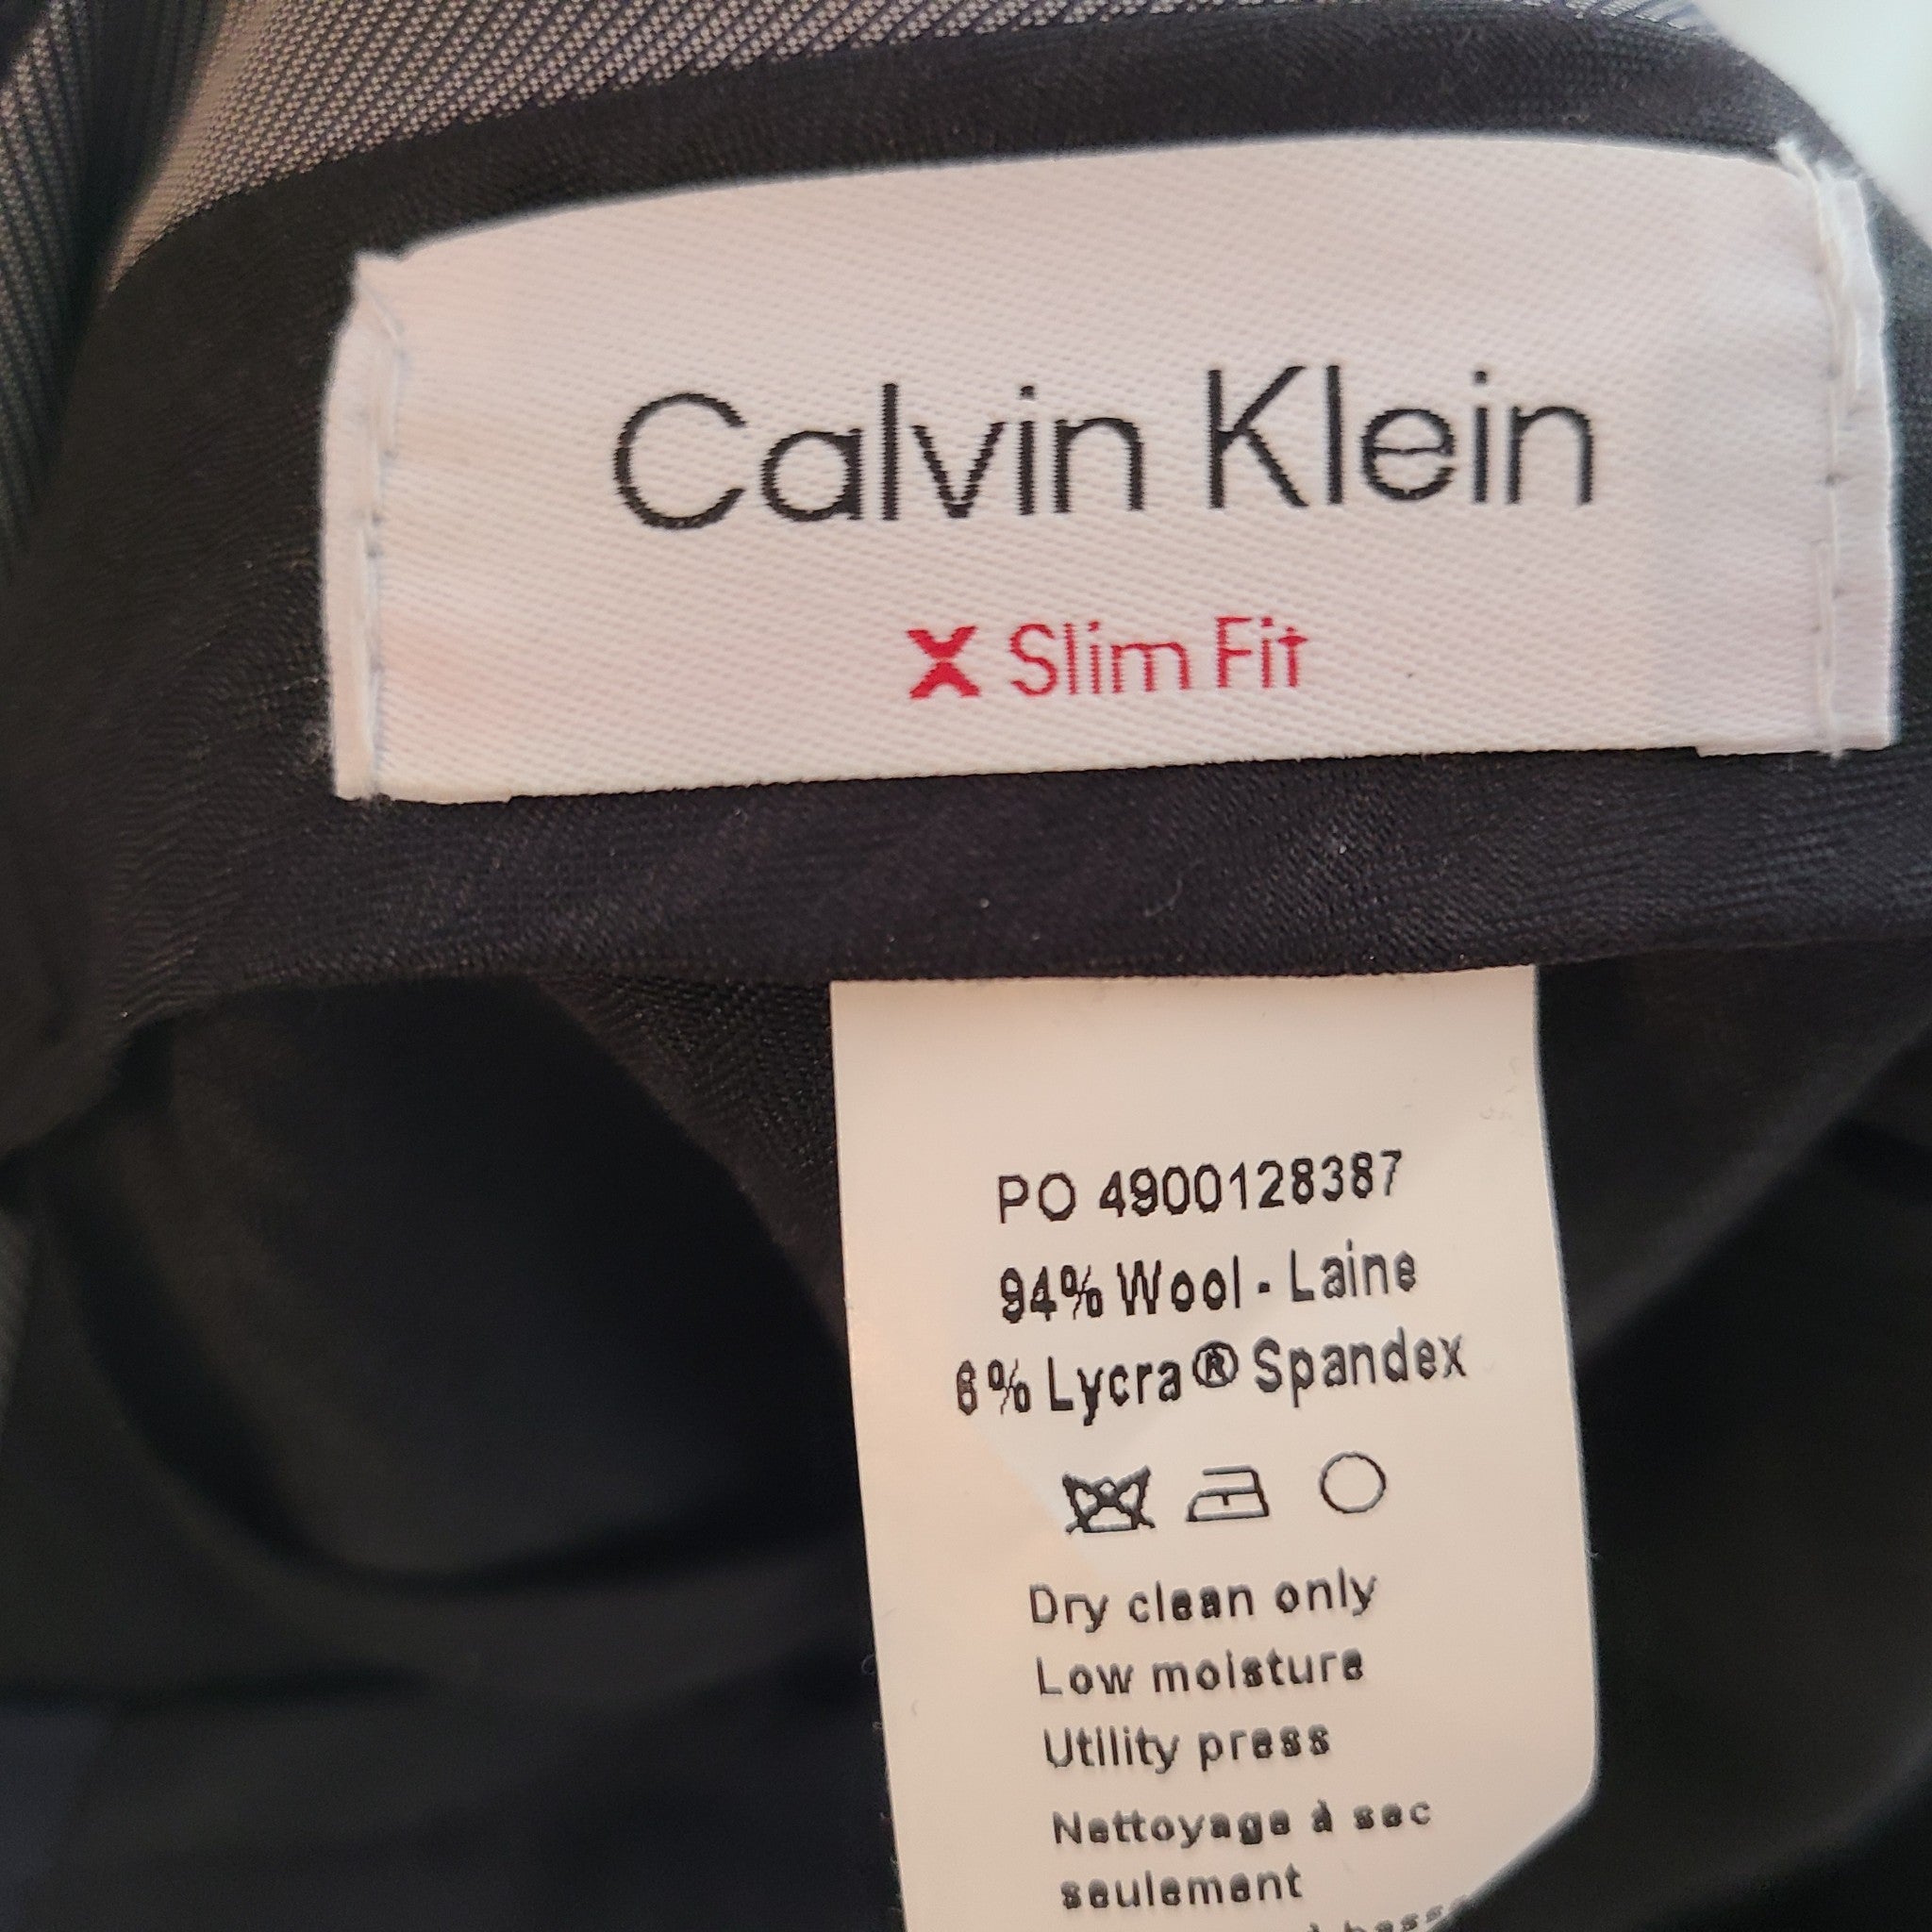 Calvin Klein
X Slim Fit
PO 4900128387
94% Wool - Laine
6% Lycra® Spandex
Dry clean only
Low moisture
Utility press
Nettoyage à sec
seulement
à basse